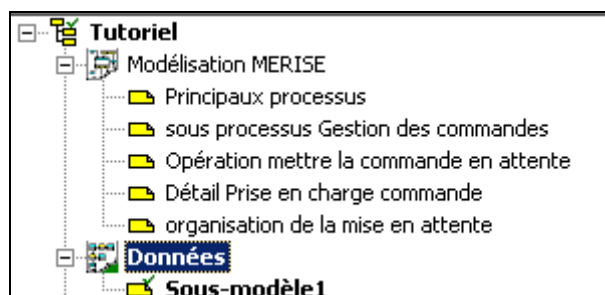 Tutoriel
Modélisation MERISE
Principaux processus
sous processus Gestion des commandes
Opération mettre la commande en attente
Détail Prise en charge commande
organisation de la mise en attente
Données
Sous-modèle1